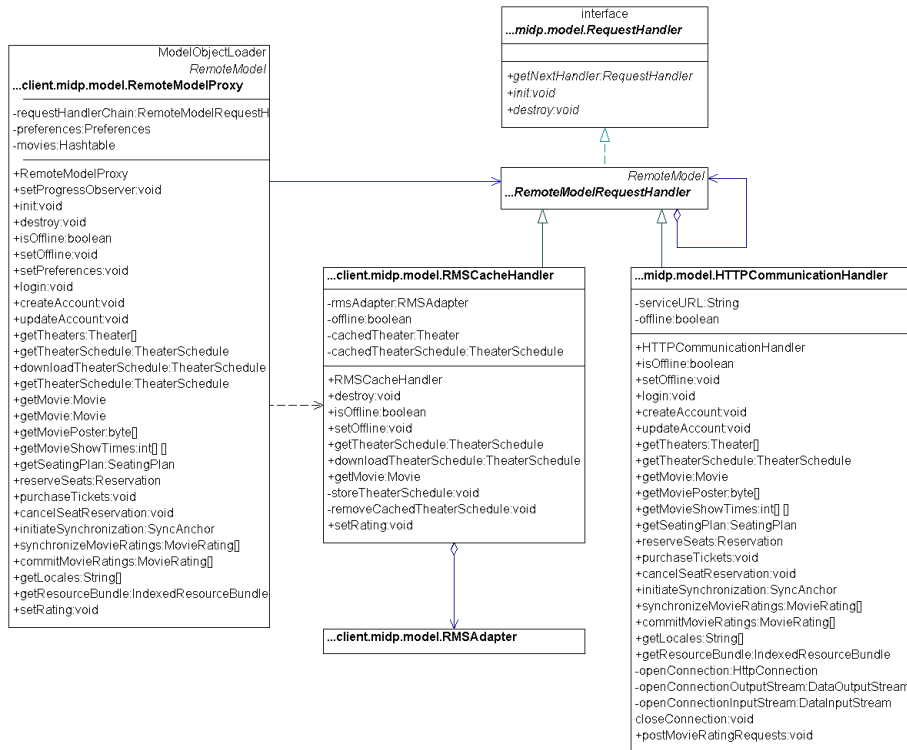 ModelObjectLoader
RemoteModel
...client.midp.model.RemoteModelProxy
-requestHandlerChain:RemoteModelRequestH
-preferences:Preferences
-movies:Hashtable
+RemoteModelProxy
+setProgressObserver:void
+init:void
+destroy:void
+isOffline:boolean
+setOffline:void
+setPreferences:void
+login:void
+createAccount:void
+updateAccount:void
+getTheaters:Theater[]
+getTheaterSchedule:TheaterSchedule
+downloadTheaterSchedule:TheaterSchedule
+getTheaterSchedule:TheaterSchedule
+getMovie:Movie
+getMovie:Movie
+getMoviePoster:byte[]
+getMovieShowTimes:int[] []
+getSeatingPlan:SeatingPlan
+reserveSeats:Reservation
+purchaseTickets:void
+cancelSeatReservation:void
+initiateSynchronization:SyncAnchor
+synchronizeMovieRatings:MovieRating[]
+commitMovieRatings:MovieRating[]
+getLocales:String[]
+getResourceBundle:IndexedResourceBundle
+setRating:void
interface
...midp.model.RequestHandler
+getNextHandler:RequestHandler
+init:void
+destroy:void
RemoteModel
...RemoteModelRequestHandler
...client.midp.model.RMSCacheHandler
-rmsAdapter:RMSAdapter
-offline:boolean
-cachedTheater:Theater
-cachedTheaterSchedule:TheaterSchedule
+RMSCacheHandler
+destroy:void
+isOffline:boolean
+setOffline:void
+getTheaterSchedule:TheaterSchedule
+downloadTheaterSchedule:TheaterSchedule
+getMovie:Movie
-storeTheaterSchedule:void
-removeCachedTheaterSchedule:void
+setRating:void
...client.midp.model.RMSAdapter
...midp.model.HTTPCommunicationHandler
-serviceURL:String
-offline:boolean
+HTTPCommunicationHandler
+isOffline:boolean
+setOffline:void
+login:void
+createAccount:void
+updateAccount:void
+getTheaters:Theater[]
+getTheaterSchedule:TheaterSchedule
+getMovie:Movie
+getMoviePoster:byte[]
+getMovieShowTimes:int[] []
+getSeatingPlan:SeatingPlan
+reserveSeats:Reservation
+purchaseTickets:void
+cancelSeatReservation:void
+initiateSynchronization:SyncAnchor
+synchronizeMovieRatings:MovieRating[]
+commitMovieRatings:MovieRating[]
+getLocales:String[]
+getResourceBundle:IndexedResourceBundle
-openConnection:HttpConnection
-openConnectionOutputStream:DataOutputStream
-openConnectionInputStream:DataInputStream
closeConnection:void
+postMovieRatingRequests:void